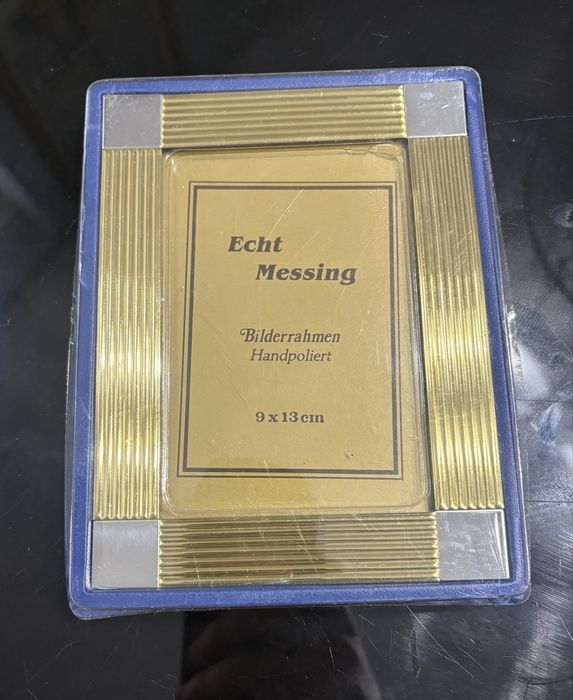 Echt
Messing
Bilderrahmen
Handpoliert
9 x 13 cm